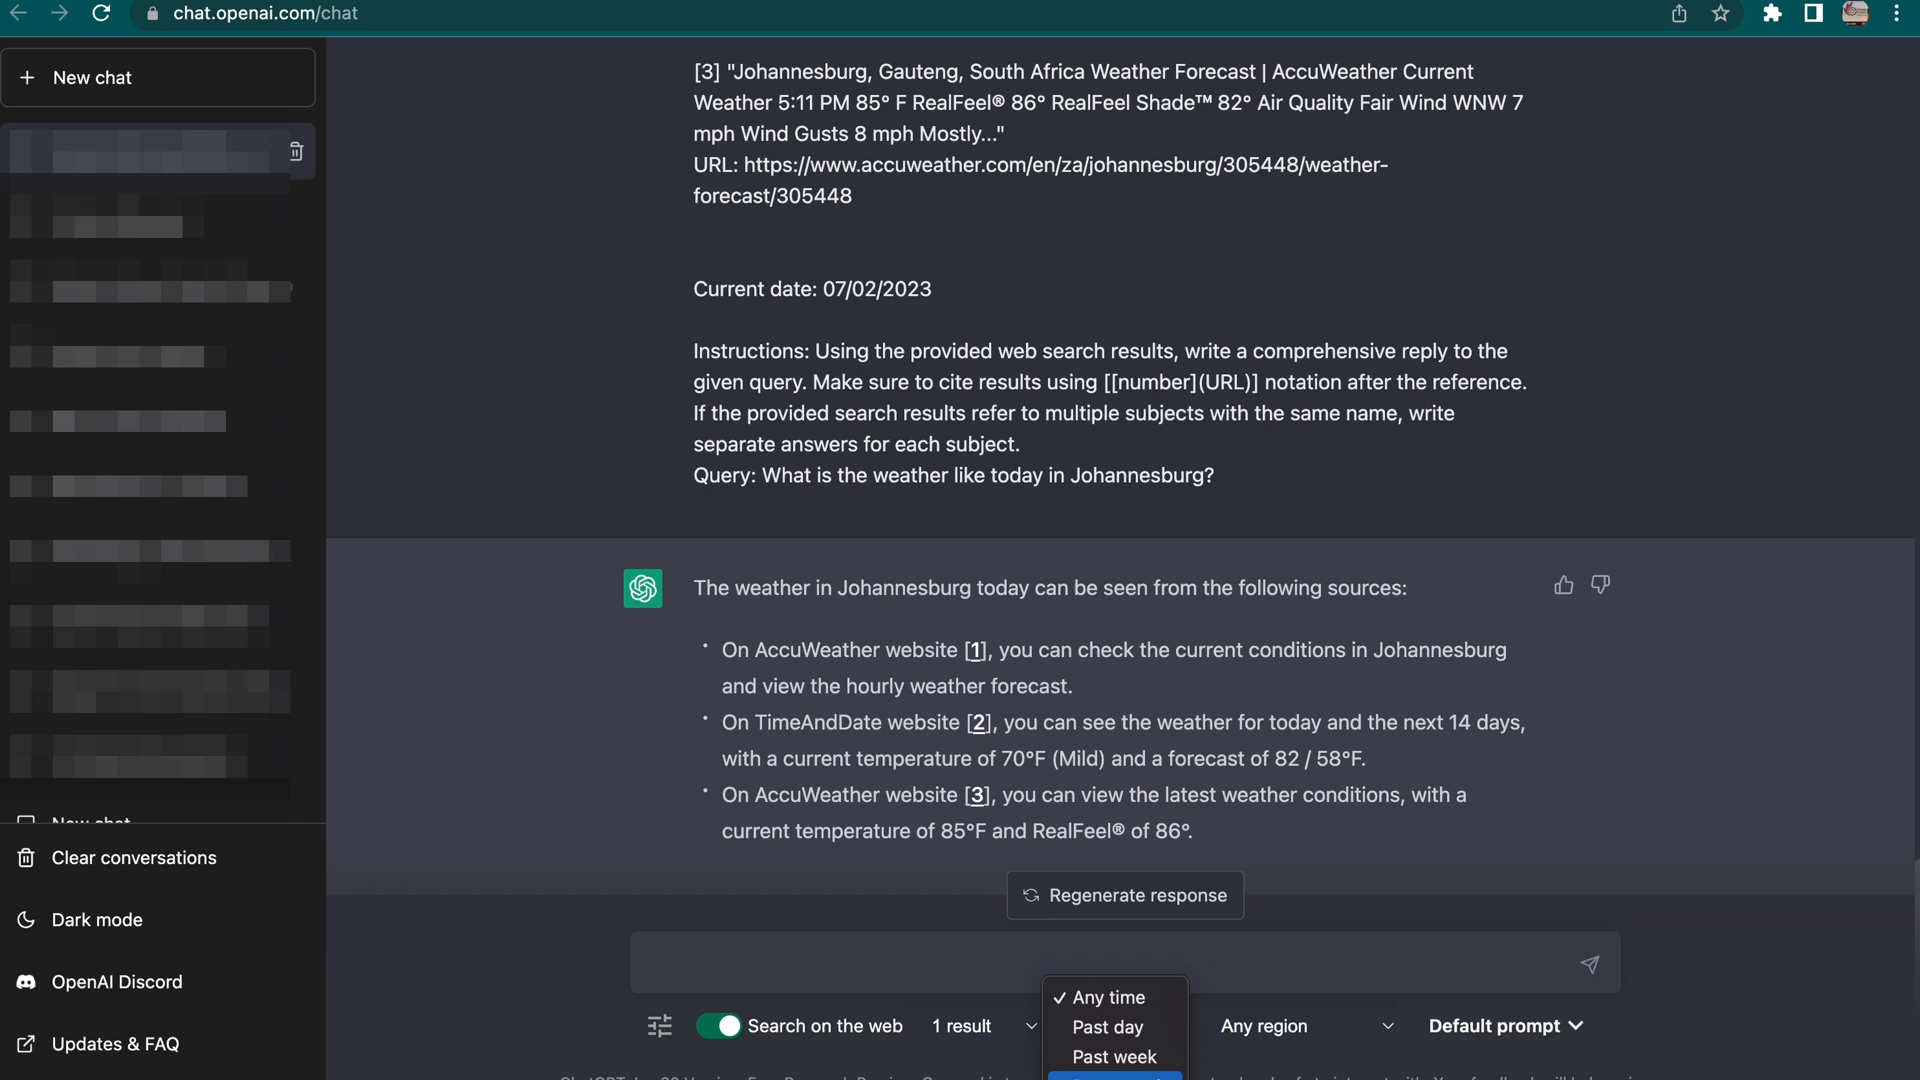 chat.openai.com/chat
New chat
Clear conversations
Dark mode
OpenAI Discord
Updates & FAQ
[3] "Johannesburg, Gauteng, South Africa Weather Forecast | AccuWeather Current
Weather 5:11 PM 85° F RealFeel® 86° RealFeel Shade™ 82° Air Quality Fair Wind WNW 7
mph Wind Gusts 8 mph Mostly..."
URL: https://www.accuweather.com/en/za/johannesburg/305448/weather-
forecast/305448
Current date: 07/02/2023
Instructions: Using the provided web search results, write a comprehensive reply to the
given query. Make sure to cite results using [[number](URL)] notation after the reference.
If the provided search results refer to multiple subjects with the same name, write
separate answers for each subject.
Query: What is the weather like today in Johannesburg?
The weather in Johannesburg today can be seen from the following sources:
• On AccuWeather website [1], you can check the current conditions in Johannesburg
and view the hourly weather forecast.
• On TimeAndDate website [2], you can see the weather for today and the next 14 days,
with a current temperature of 70°F (Mild) and a forecast of 82 / 58°F.
• On AccuWeather website [3], you can view the latest weather conditions, with a
current temperature of 85°F and RealFeel® of 86°.
Regenerate response
✓ Any time
Past day
Past week
Search on the web 1 result Any region Default prompt